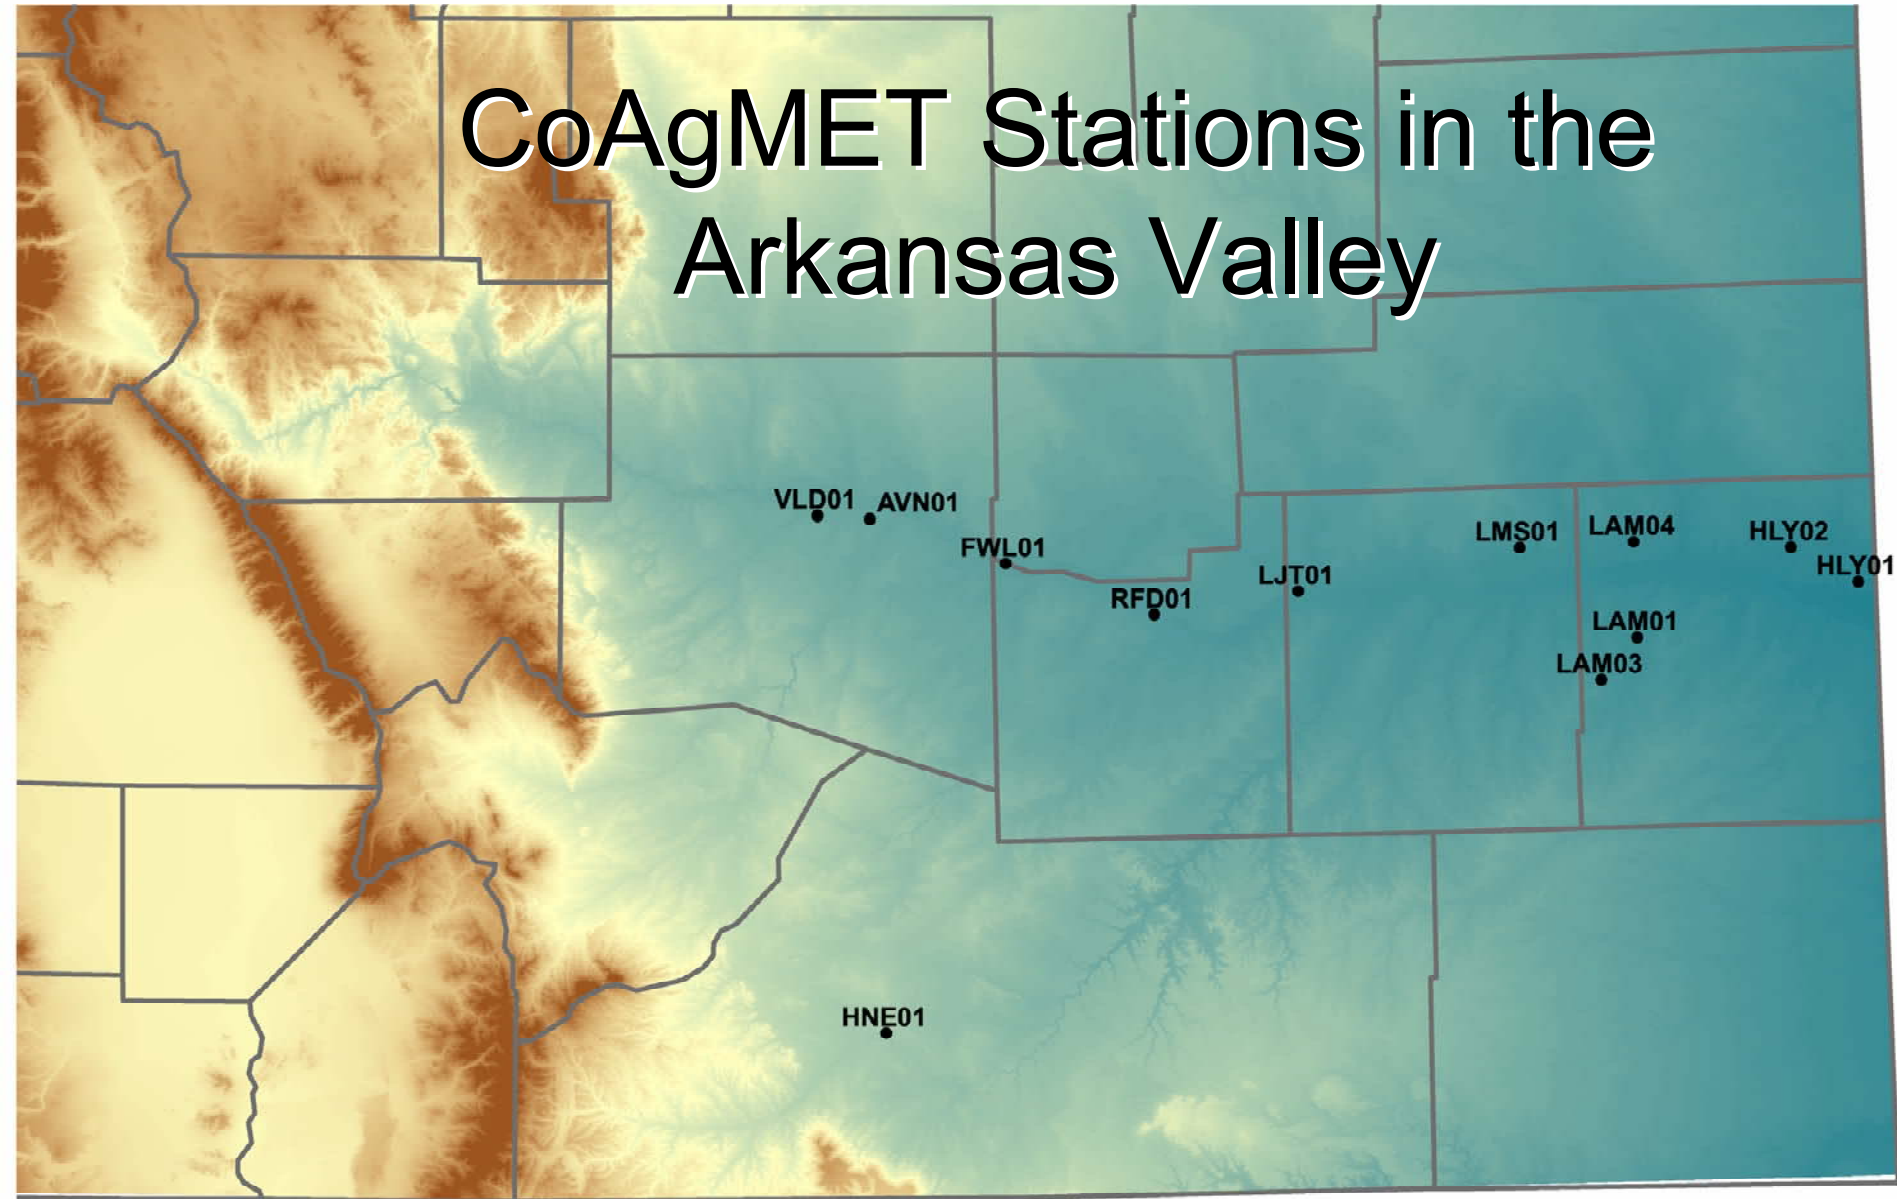 CoAgMET Stations in the
Arkansas Valley
VLD01
AVN01
FWL01
RFD01
LJT01
LMS01
LAM04
HLY02
HLY01
LAM01
LAM03
HNE01